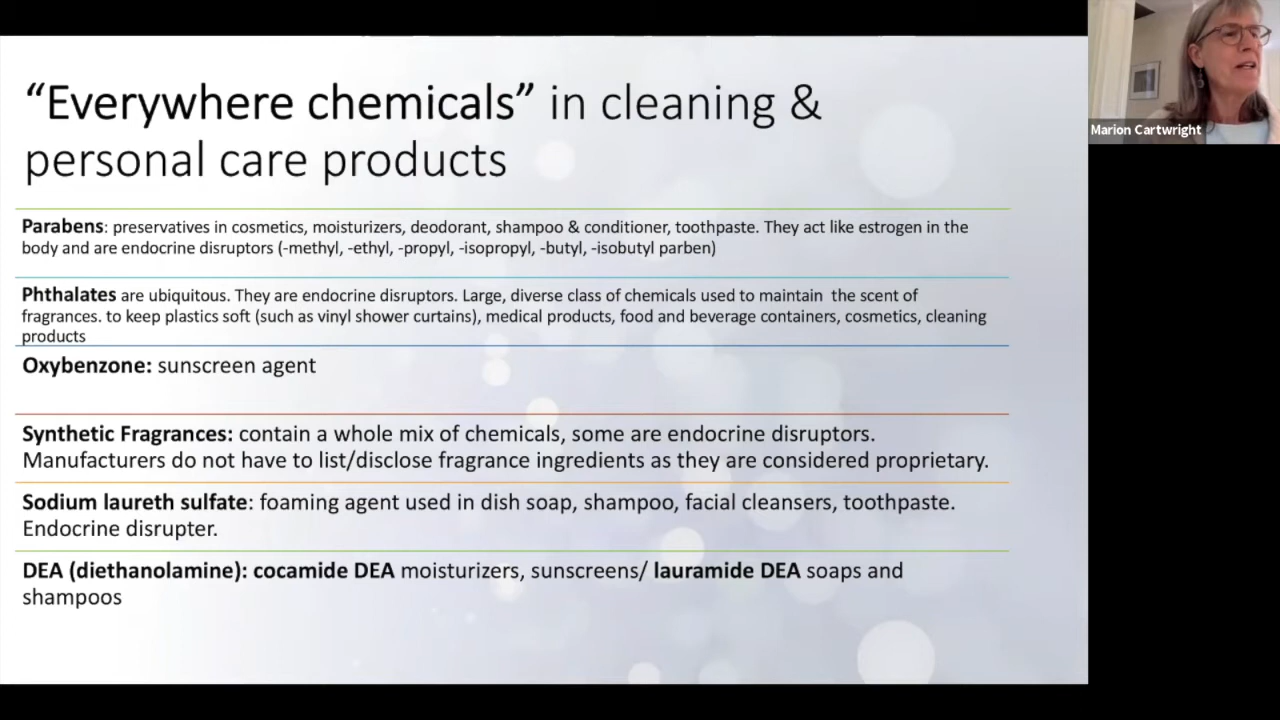 “Everywhere chemicals” in cleaning &
personal care products
Parabens: preservatives in cosmetics, moisturizers, deodorant, shampoo & conditioner, toothpaste. They act like estrogen in the
body and are endocrine disruptors (-methyl, -ethyl, -propyl, -isopropyl, -butyl, -isobutyl parben)
Phthalates are ubiquitous. They are endocrine disruptors. Large, diverse class of chemicals used to maintain  the scent of
fragrances. to keep plastics soft (such as vinyl shower curtains), medical products, food and beverage containers, cosmetics, cleaning
products
Oxybenzone: sunscreen agent
Synthetic Fragrances: contain a whole mix of chemicals, some are endocrine disruptors.
Manufacturers do not have to list/disclose fragrance ingredients as they are considered proprietary.
Sodium laureth sulfate: foaming agent used in dish soap, shampoo, facial cleansers, toothpaste.
Endocrine disrupter.
DEA (diethanolamine): cocamide DEA moisturizers, sunscreens/ lauramide DEA soaps and
shampoos
Marion Cartwright